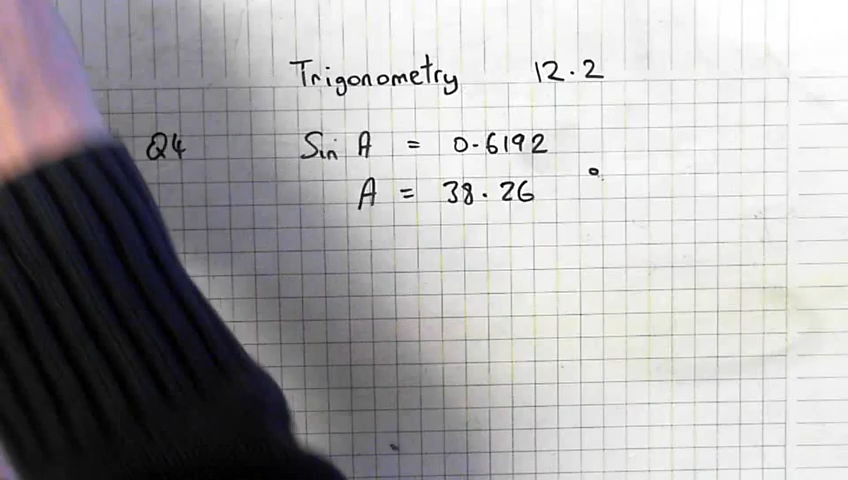 Trigonometry 12.2
Q4 Sin A = 0.6192
A = 38.26 °